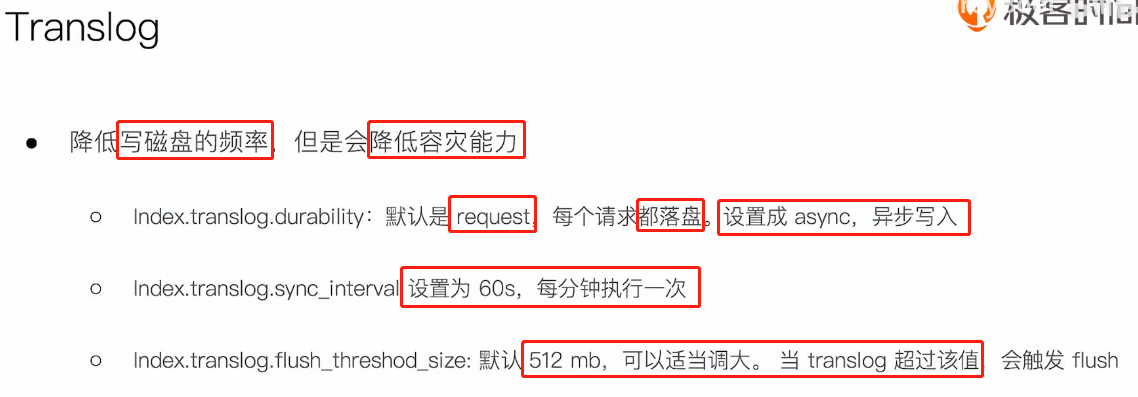 极客时间
Translog
降低写磁盘的频率，但是会降低容灾能力
Index.translog.durability：默认是 request，每个请求都落盘。设置成 async，异步写入
Index.translog.sync_interval 设置为 60s，每分钟执行一次
Index.translog.flush_threshod_size: 默认 512 mb，可以适当调大。 当 translog 超过该值，会触发 flush